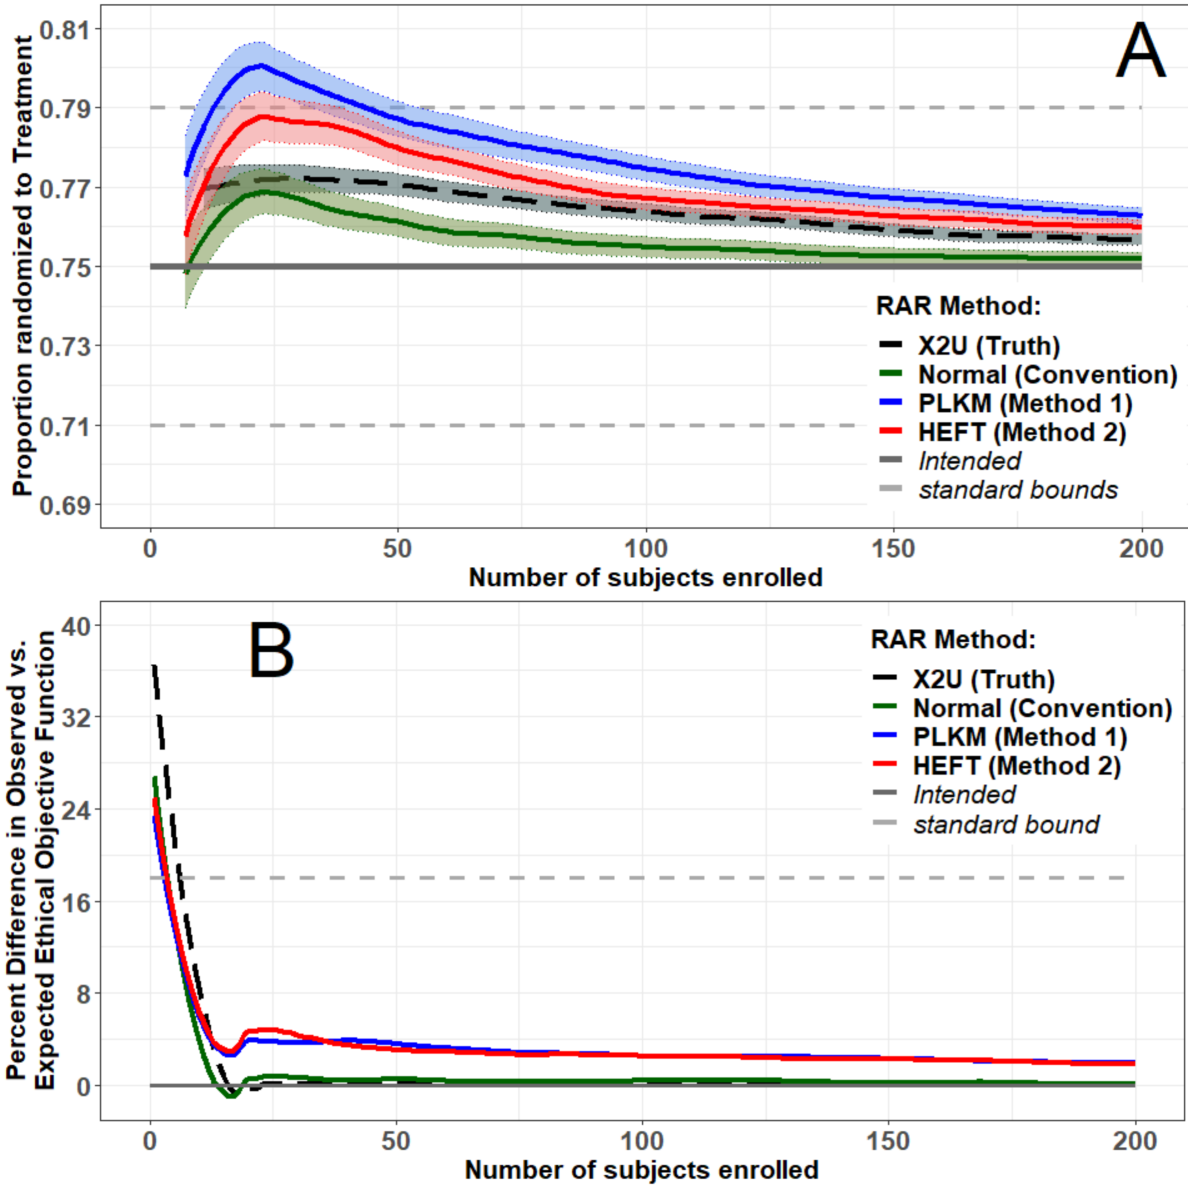 A
Proportion randomized to Treatment
0.81
0.79
0.77
0.75
0.73
0.71
0.69
RAR Method:
X2U (Truth)
Normal (Convention)
PLKM (Method 1)
HEFT (Method 2)
Intended
standard bounds
0 50 100 150 200
Number of subjects enrolled
B
Percent Difference in Observed vs.
Expected Ethical Objective Function
40
32
24
16
8
0
RAR Method:
X2U (Truth)
Normal (Convention)
PLKM (Method 1)
HEFT (Method 2)
Intended
standard bound
0 50 100 150 200
Number of subjects enrolled